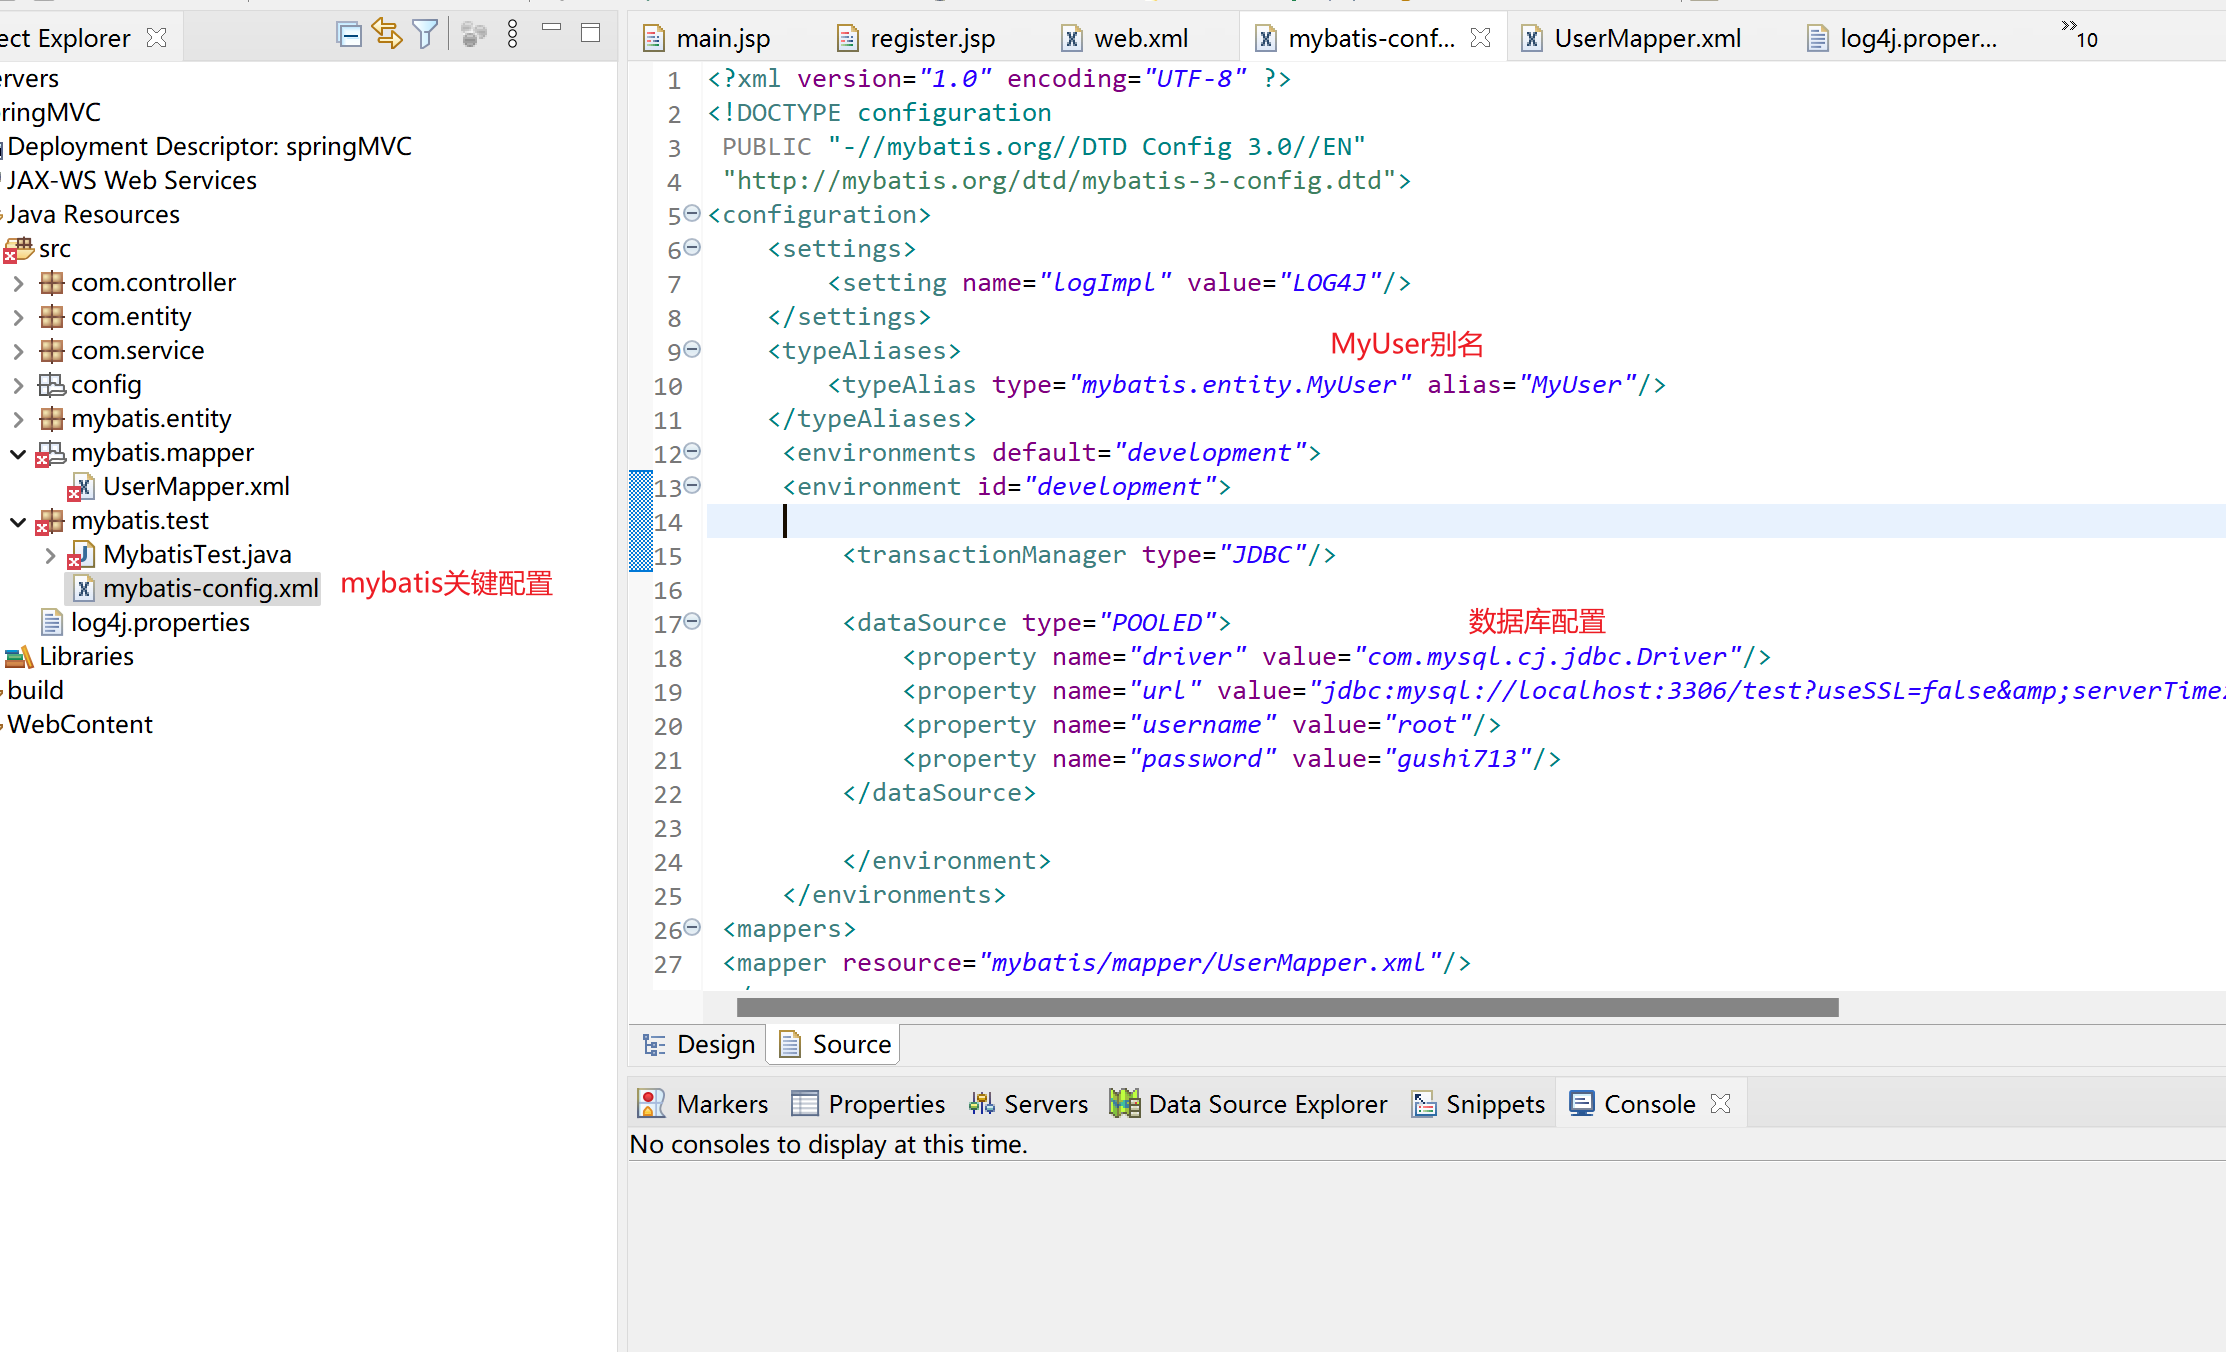 ect Explorer
ervers
ringMVC
Deployment Descriptor: springMVC
JAX-WS Web Services
Java Resources
src
com.controller
com.entity
com.service
config
mybatis.entity
mybatis.mapper
UserMapper.xml
mybatis.test
MybatisTest.java
mybatis-config.xml mybatis关键配置
log4j.properties
Libraries
build
WebContent
main.jsp register.jsp web.xml mybatis-conf... UserMapper.xml log4j.proper... »10
1 <?xml version="1.0" encoding="UTF-8" ?>
2 <!DOCTYPE configuration
3 PUBLIC "-//mybatis.org//DTD Config 3.0//EN"
4 "http://mybatis.org/dtd/mybatis-3-config.dtd">
5 <configuration>
6 <settings>
7 <setting name="logImpl" value="LOG4J"/>
8 </settings>
MyUser别名
9 <typeAliases>
10 <typeAlias type="mybatis.entity.MyUser" alias="MyUser"/>
11 </typeAliases>
12 <environments default="development">
13 <environment id="development">
14
15 <transactionManager type="JDBC"/>
16
17 <dataSource type="POOLED"> 数据库配置
18 <property name="driver" value="com.mysql.cj.jdbc.Driver"/>
19 <property name="url" value="jdbc:mysql://localhost:3306/test?useSSL=false&amp;serverTime
20 <property name="username" value="root"/>
21 <property name="password" value="gushi713"/>
22 </dataSource>
23
24 </environment>
25 </environments>
26 <mappers>
27 <mapper resource="mybatis/mapper/UserMapper.xml"/>
Design Source
Markers Properties Servers Data Source Explorer Snippets Console
No consoles to display at this time.